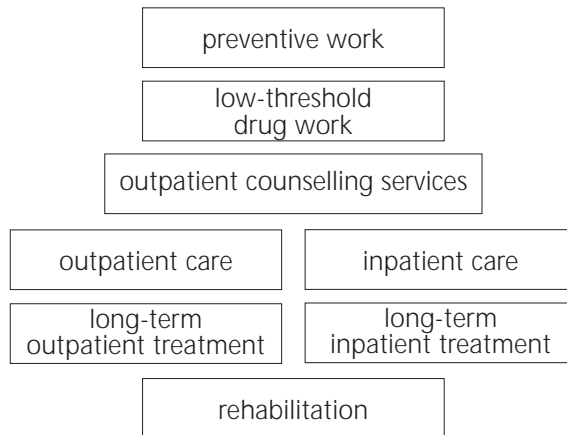 preventive work
low-threshold
drug work
outpatient counselling services
outpatient care
inpatient care
long-term
outpatient treatment
long-term
inpatient treatment
rehabilitation